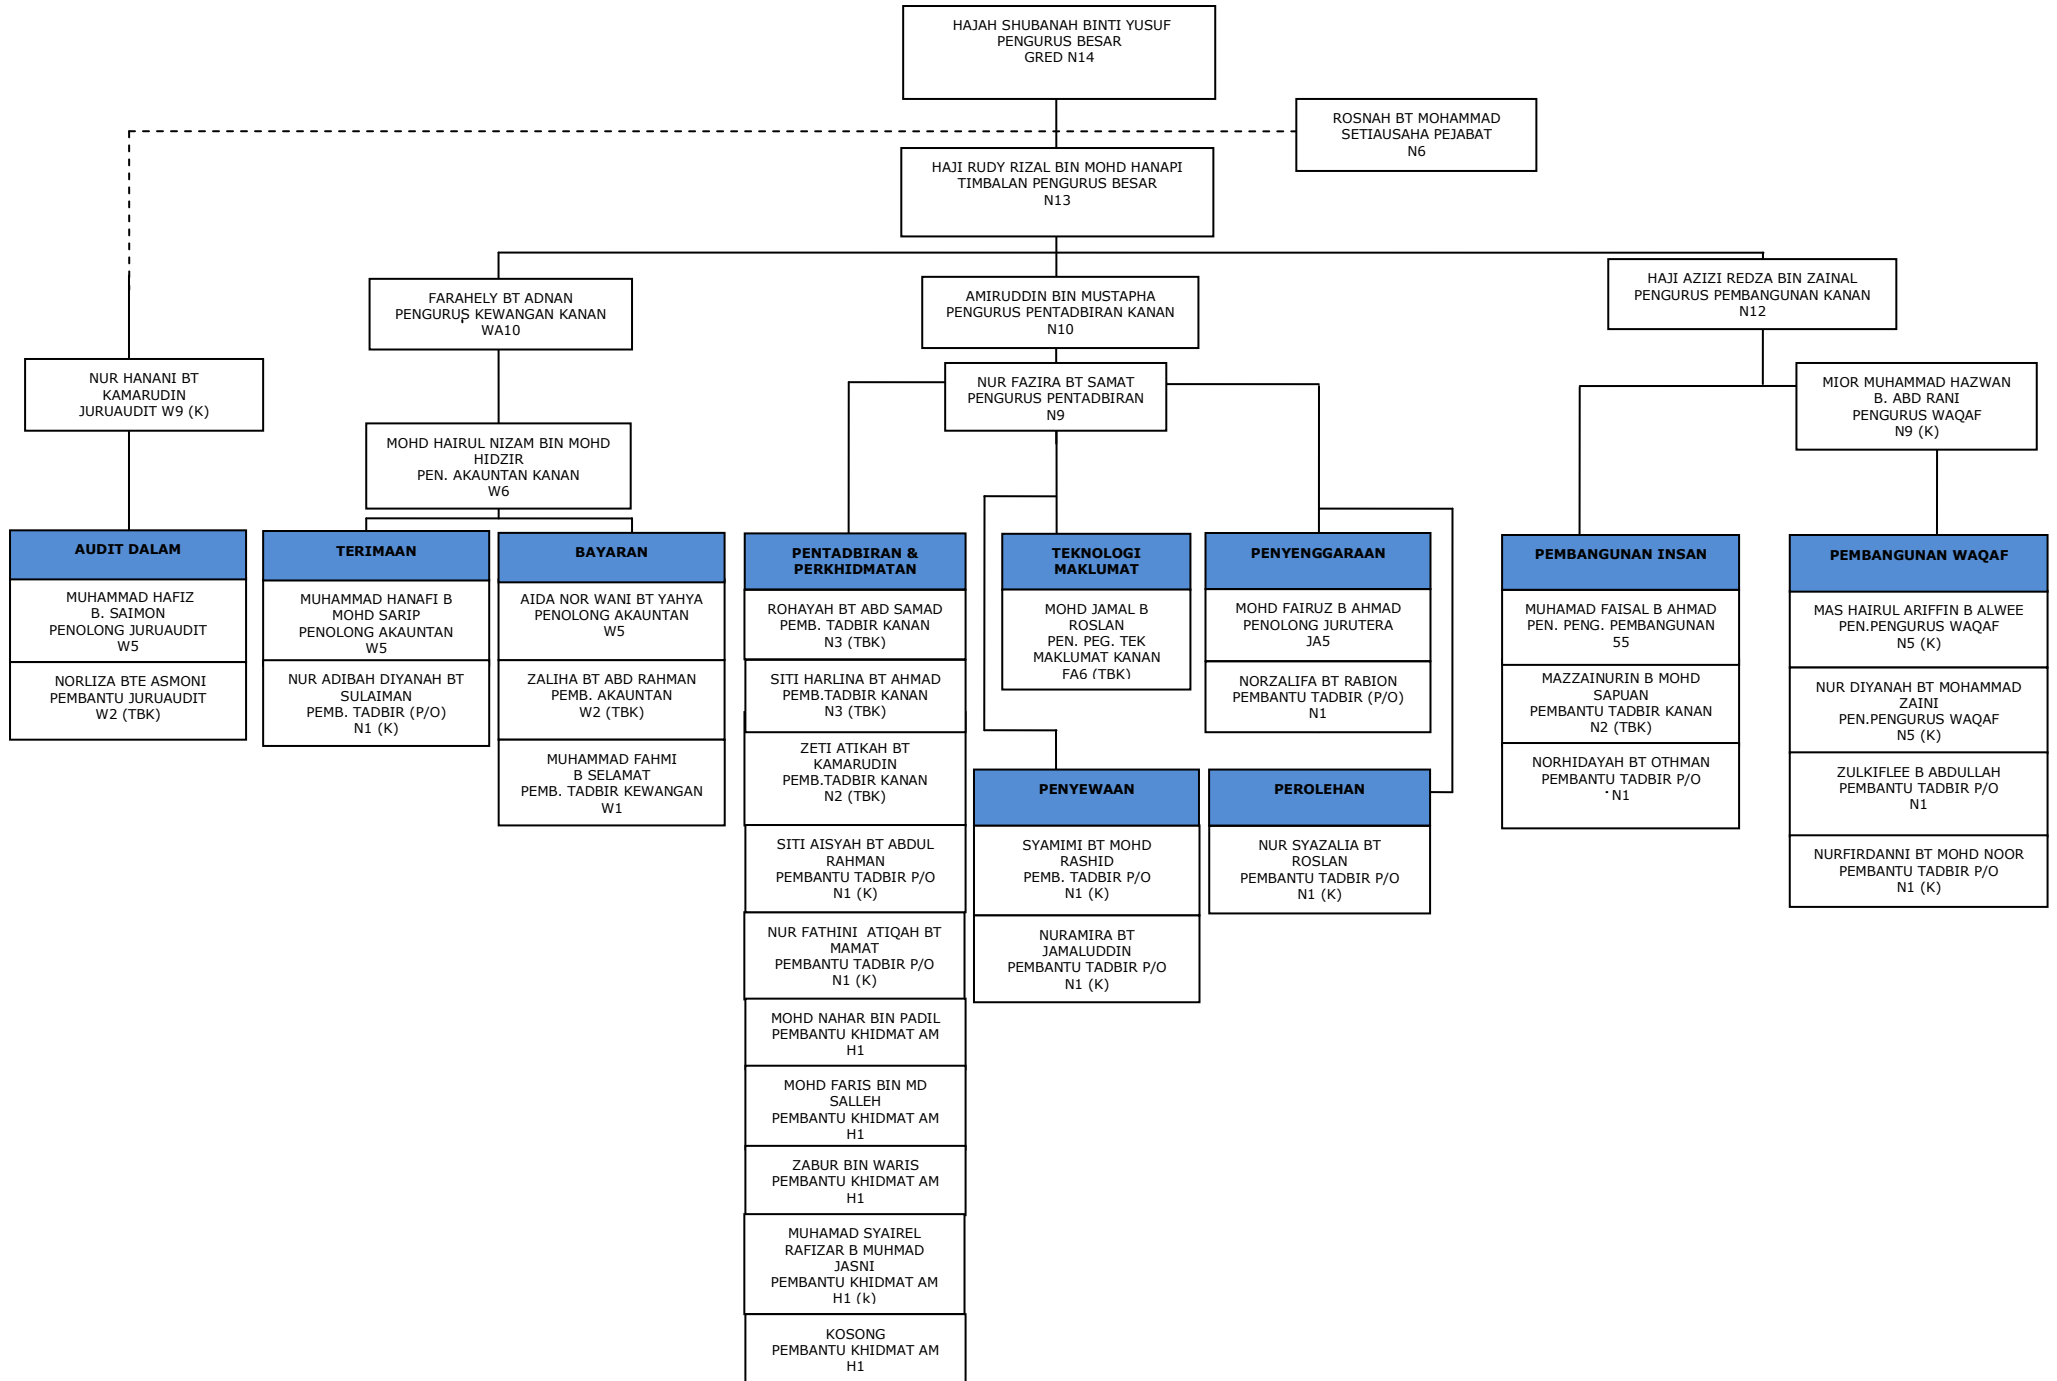 HAJAH SHUBANAH BINTI YUSUF
PENGURUS BESAR
GRED N14
ROSNAH BT MOHAMMAD
SETIAUSAHA PEJABAT
N6
HAJI RUDY RIZAL BIN MOHD HANAPI
TIMBALAN PENGURUS BESAR
N13
FARAHELY BT ADNAN
PENGURUS KEWANGAN KANAN
WA10
AMIRUDDIN BIN MUSTAPHA
PENGURUS PENTADBIRAN KANAN
N10
HAJI AZIZI REDZA BIN ZAINAL
PENGURUS PEMBANGUNAN KANAN
N12
NUR HANANI BT
KAMARUDIN
JURUAUDIT W9 (K)
NUR FAZIRA BT SAMAT
PENGURUS PENTADBIRAN
N9
MIOR MUHAMMAD HAZWAN
B. ABD RANI
PENGURUS WAQAF
N9 (K)
MOHD HAIRUL NIZAM BIN MOHD
HIDZIR
PEN. AKAUNTAN KANAN
W6
AUDIT DALAM
MUHAMMAD HAFIZ
B. SAIMON
PENOLONG JURUAUDIT
W5
NORLIZA BTE ASMONI
PEMBANTU JURUAUDIT
W2 (TBK)
TERIMAAN
MUHAMMAD HANAFI B
MOHD SARIP
PENOLONG AKAUNTAN
W5
NUR ADIBAH DIYANAH BT
SULAIMAN
PEMB. TADBIR (P/O)
N1 (K)
BAYARAN
AIDA NOR WANI BT YAHYA
PENOLONG AKAUNTAN
W5
ZALIHA BT ABD RAHMAN
PEMB. AKAUNTAN
W2 (TBK)
MUHAMMAD FAHMI
B SELAMAT
PEMB. TADBIR KEWANGAN
W1
PENTADBIRAN &
PERKHIDMATAN
ROHAYAH BT ABD SAMAD
PEMB. TADBIR KANAN
N3 (TBK)
SITI HARLINA BT AHMAD
PEMB.TADBIR KANAN
N3 (TBK)
ZETI ATIKAH BT
KAMARUDIN
PEMB.TADBIR KANAN
N2 (TBK)
SITI AISYAH BT ABDUL
RAHMAN
PEMBANTU TADBIR P/O
N1 (K)
NUR FATHINI  ATIQAH BT
MAMAT
PEMBANTU TADBIR P/O
N1 (K)
MOHD NAHAR BIN PADIL
PEMBANTU KHIDMAT AM
H1
MOHD FARIS BIN MD
SALLEH
PEMBANTU KHIDMAT AM
H1
ZABUR BIN WARIS
PEMBANTU KHIDMAT AM
H1
MUHAMAD SYAIREL
RAFIZAR B MUHMAD
JASNI
PEMBANTU KHIDMAT AM
H1 (k)
KOSONG
PEMBANTU KHIDMAT AM
H1
TEKNOLOGI
MAKLUMAT
MOHD JAMAL B
ROSLAN
PEN. PEG. TEK
MAKLUMAT KANAN
FA6 (TBK)
PENYEWAAN
SYAMIMI BT MOHD
RASHID
PEMB. TADBIR P/O
N1 (K)
NURAMIRA BT
JAMALUDDIN
PEMBANTU TADBIR P/O
N1 (K)
PENYENGGARAAN
MOHD FAIRUZ B AHMAD
PENOLONG JURUTERA
JA5
NORZALIFA BT RABION
PEMBANTU TADBIR (P/O)
N1
PEROLEHAN
NUR SYAZALIA BT
ROSLAN
PEMBANTU TADBIR P/O
N1 (K)
PEMBANGUNAN INSAN
MUHAMAD FAISAL B AHMAD
PEN. PENG. PEMBANGUNAN
55
MAZZAINURIN B MOHD
SAPUAN
PEMBANTU TADBIR KANAN
N2 (TBK)
NORHIDAYAH BT OTHMAN
PEMBANTU TADBIR P/O
N1
PEMBANGUNAN WAQAF
MAS HAIRUL ARIFFIN B ALWEE
PEN.PENGURUS WAQAF
N5 (K)
NUR DIYANAH BT MOHAMMAD
ZAINI
PEN.PENGURUS WAQAF
N5 (K)
ZULKIFLEE B ABDULLAH
PEMBANTU TADBIR P/O
N1
NURFIRDANNI BT MOHD NOOR
PEMBANTU TADBIR P/O
N1 (K)